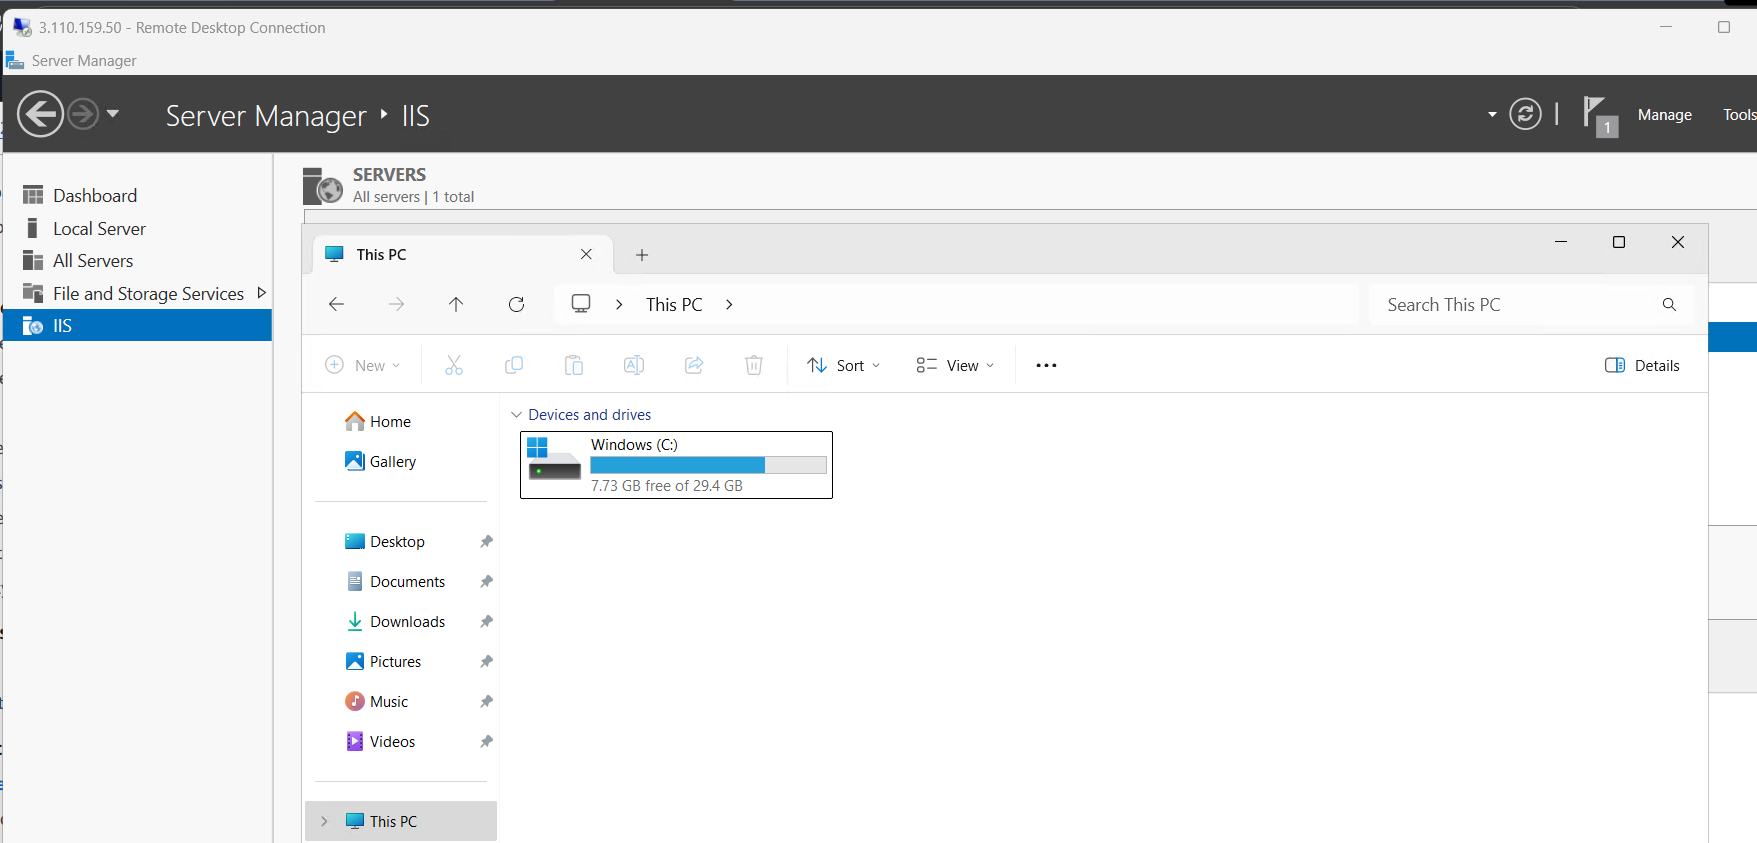 3.110.159.50 - Remote Desktop Connection
Server Manager
Server Manager IIS
1 Manage Tools
Dashboard
Local Server
All Servers
File and Storage Services
IIS
SERVERS
All servers | 1 total
This PC
This PC
Search This PC
New
Sort
View
Details
Home
Gallery
Desktop
Documents
Downloads
Pictures
Music
Videos
This PC
Devices and drives
Windows (C:)
7.73 GB free of 29.4 GB